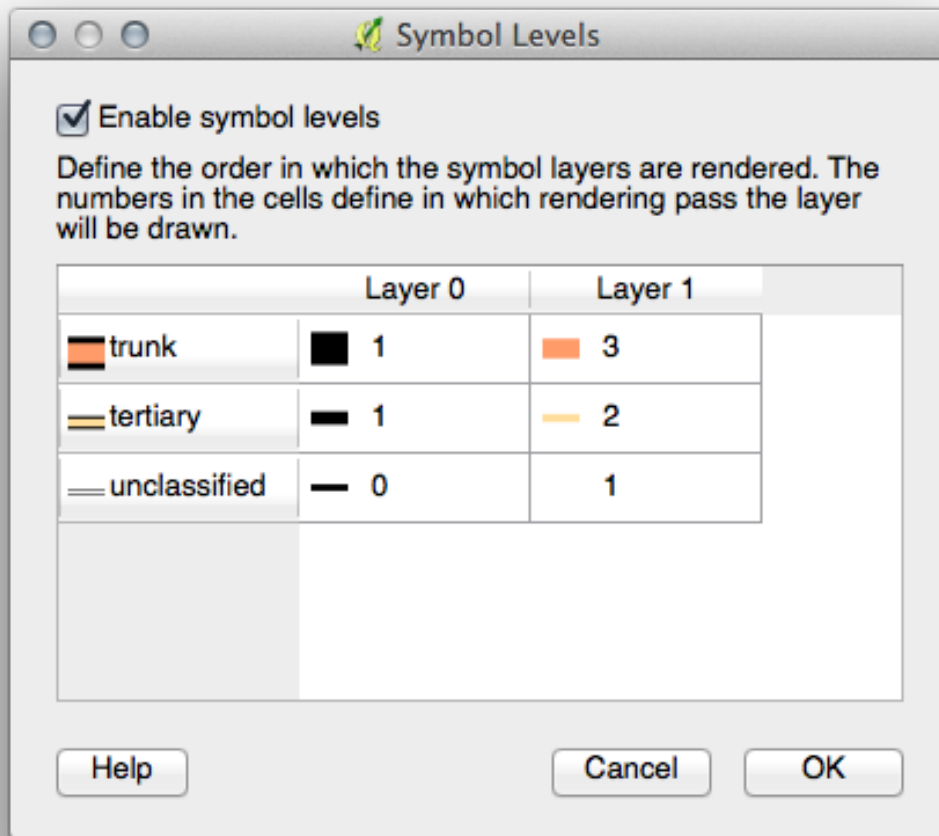 Symbol Levels
Enable symbol levels
Define the order in which the symbol layers are rendered. The
numbers in the cells define in which rendering pass the layer
will be drawn.
Layer 0 Layer 1
trunk 1 3
tertiary 1 2
unclassified 0 1
Help Cancel OK